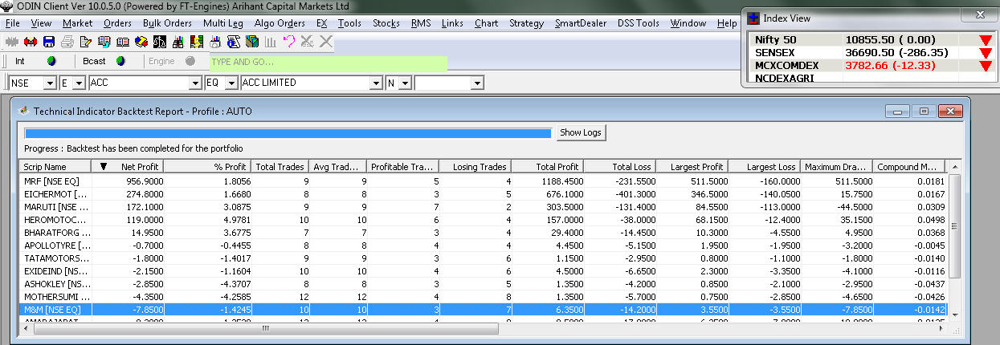 ODIN Client Ver 10.0.5.0 (Powered by FT-Engines) Arihant Capital Markets Ltd
File View Market Orders Bulk Orders Multi Leg Algo Orders EX Tools Stocks RMS Links Chart Strategy SmartDealer DSS Tools Window Help
Index View
Nifty 50 10855.50 ( 0.00)
SENSEX 36690.50 (-286.35)
MCXCOMDEX 3782.66 (-12.33)
NCDEXAGRI
Int Bcast Engine TYPE AND GO...
NSE E ACC EQ ACC LIMITED N
Technical Indicator Backtest Report - Profile : AUTO
Show Logs
Progress : Backtest has been completed for the portfolio
Scrip Name Net Profit % Profit Total Trades Avg Trad... Profitable Tra... Losing Trades Total Profit Total Loss Largest Profit Largest Loss Maximum Dra... Compound M...
MRF [NSE EQ] 956.9000 1.8056 9 9 5 4 1188.4500 -231.5500 511.5000 -160.0000 511.5000 0.0181
EICHERMOT [... 274.8000 1.6680 8 8 3 5 676.1000 -401.3000 346.5000 -140.0500 15.7500 0.0167
MARUTI [NSE ... 172.1000 3.0875 9 9 7 2 303.5000 -131.4000 84.5500 -113.0000 -44.5000 0.0309
HEROMOTOC... 119.0000 4.9781 10 10 6 4 157.0000 -38.0000 68.1500 -12.4000 35.1500 0.0498
BHARATFORG ... 14.9500 3.6775 7 7 3 4 29.4000 -14.4500 10.3000 -4.5500 4.9500 0.0368
APOLLOTYRE [... -0.7000 -0.4455 8 8 4 4 4.4500 -5.1500 1.9500 -1.9500 -3.2000 -0.0045
TATAMOTORS... -1.8000 -1.4017 9 9 3 6 1.1500 -2.9500 0.8000 -1.1000 -1.8000 -0.0140
EXIDEIND [NS... -2.1500 -1.1604 10 10 4 6 4.5000 -6.6500 2.3000 -3.3500 -4.1000 -0.0116
ASHOKLEY [NS... -2.8500 -4.3707 8 8 3 5 1.3500 -4.2000 0.8500 -2.1000 -2.9500 -0.0437
MOTHERSUMI ... -4.3500 -4.2585 12 12 4 8 1.3500 -5.7000 0.7500 -2.8500 -4.6500 -0.0426
M&M [NSE EQ] -7.8500 -1.4245 10 10 3 7 6.3500 -14.2000 3.5500 -3.5500 -7.8500 -0.0142